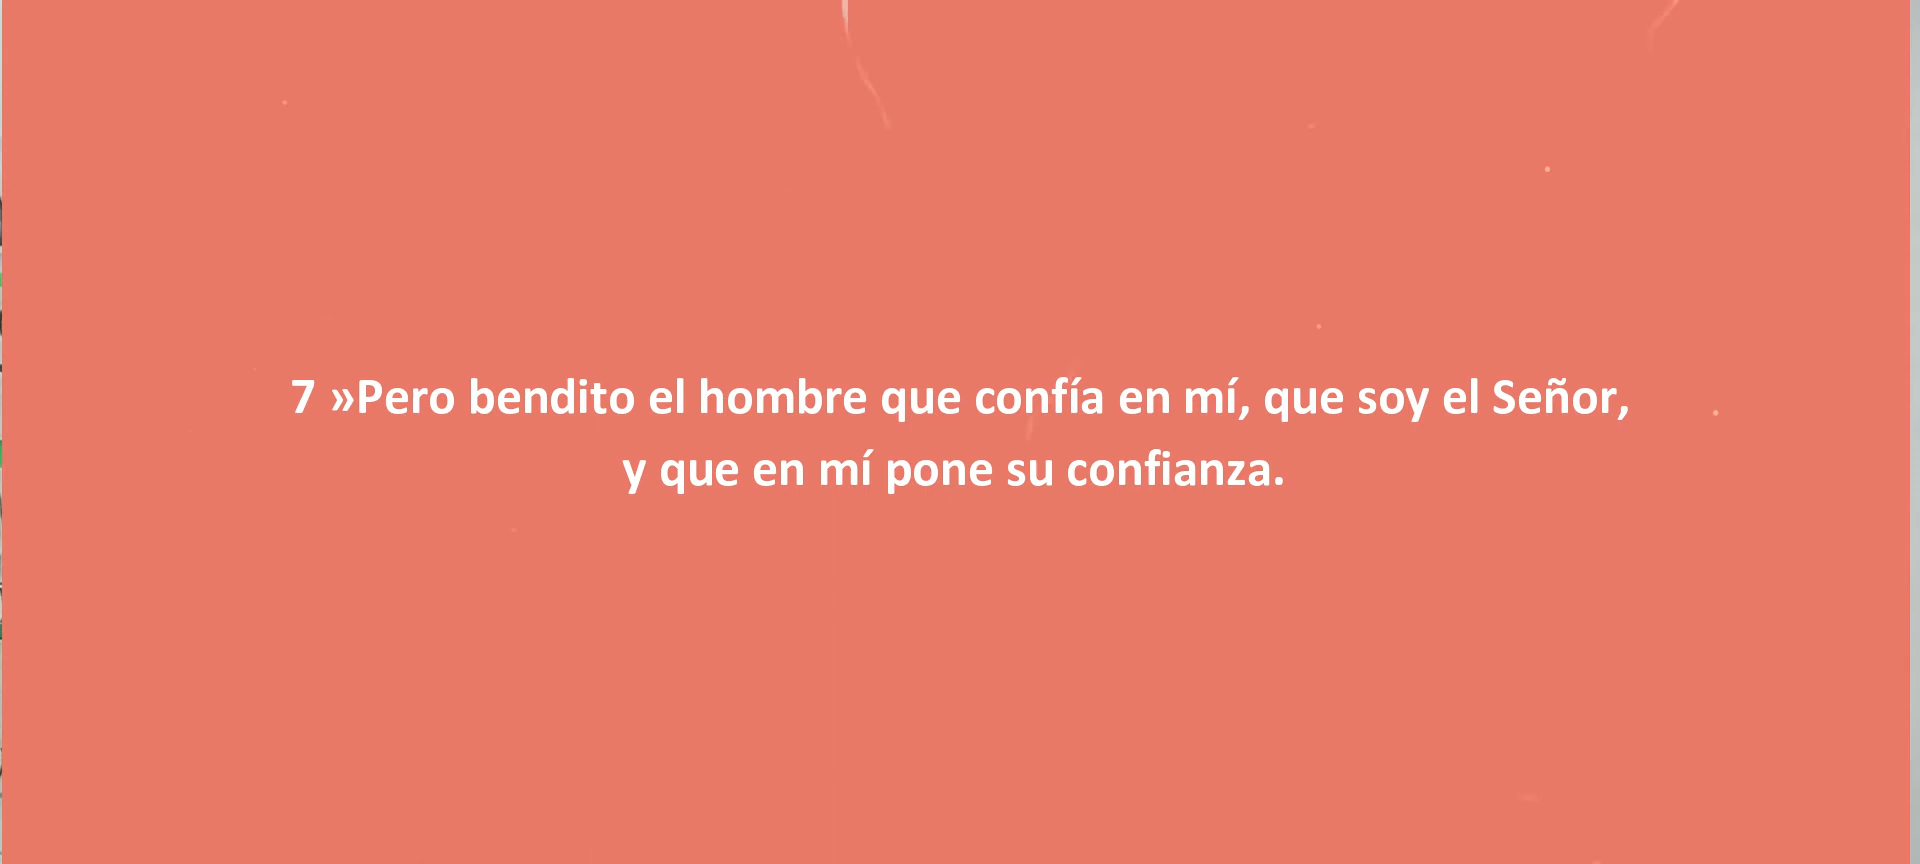 7 »Pero bendito el hombre que confía en mí, que soy el Señor,
y que en mí pone su confianza.